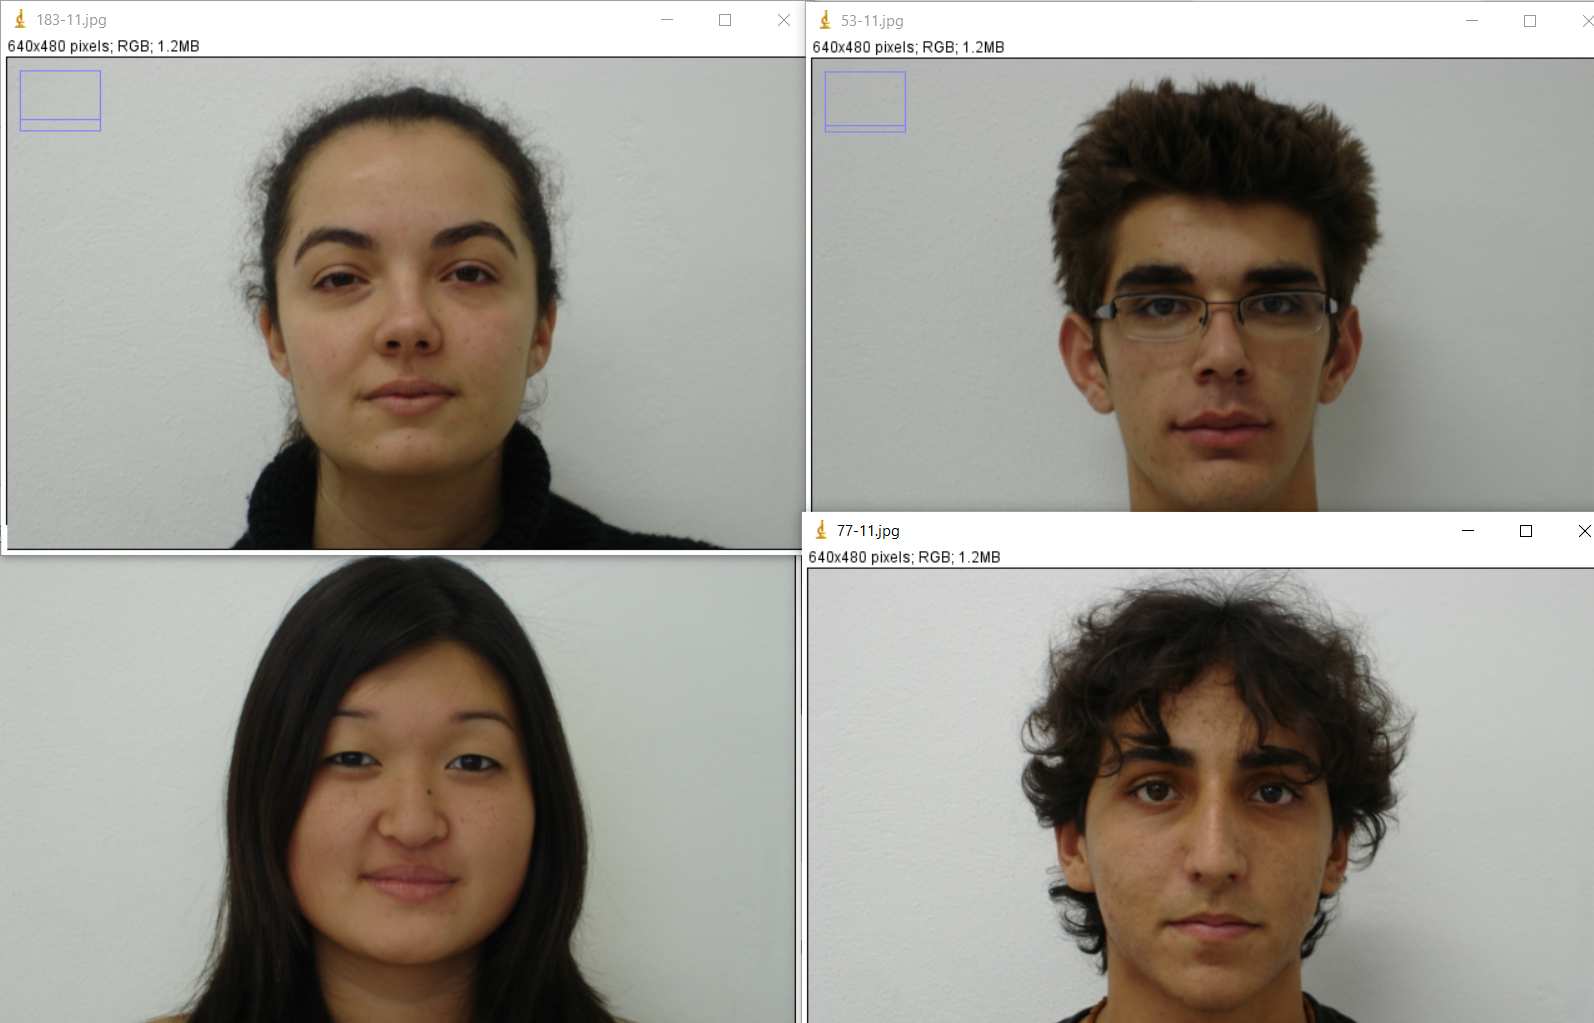 183-11.jpg
640x480 pixels; RGB; 1.2MB
53-11.jpg
640x480 pixels; RGB; 1.2MB
77-11.jpg
640x480 pixels; RGB; 1.2MB